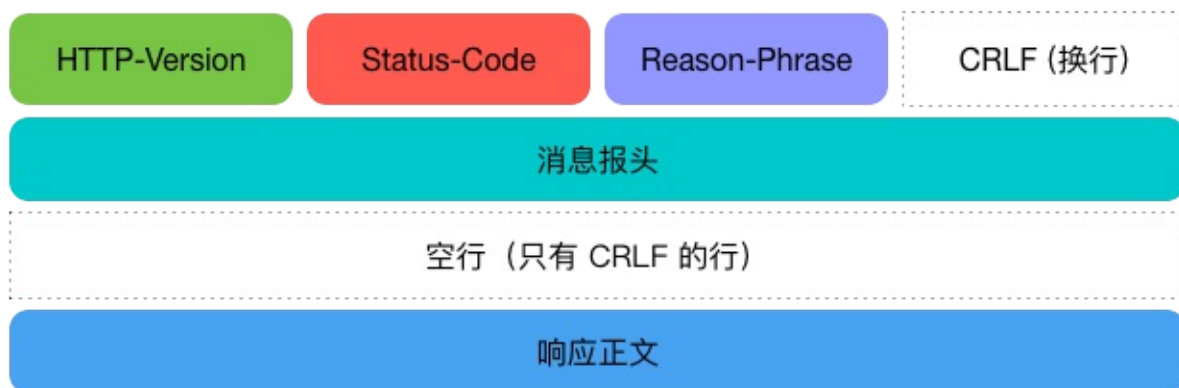 HTTP-Version Status-Code Reason-Phrase CRLF (换行)
消息报头
空行（只有 CRLF 的行）
响应正文